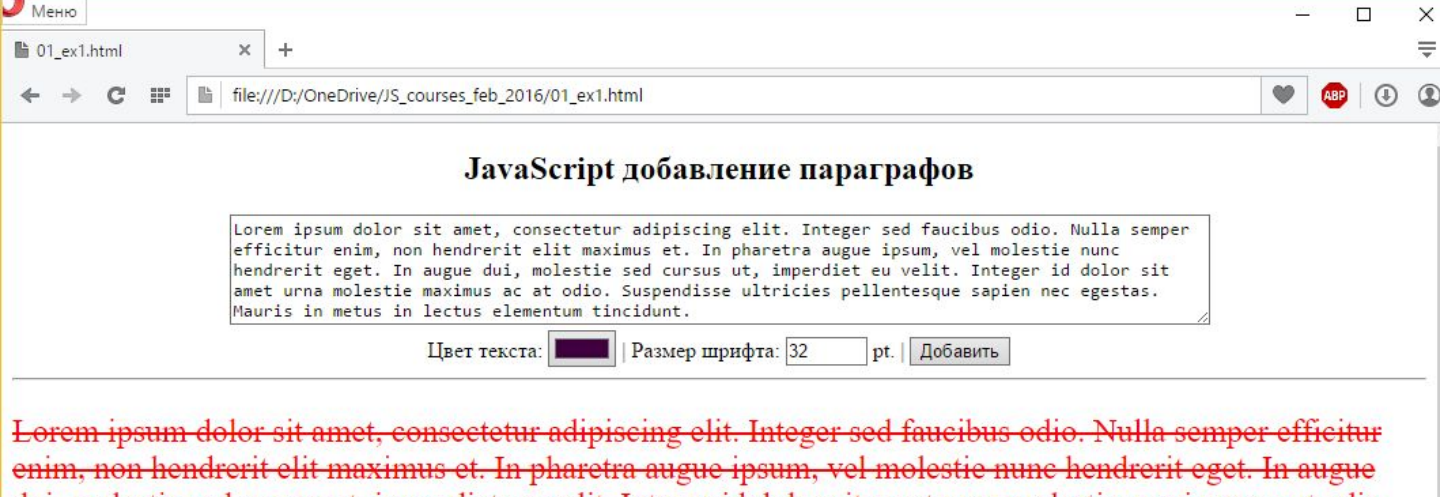 Меню
01_ex1.html
file:///D:/OneDrive/JS_courses_feb_2016/01_ex1.html
ABP
JavaScript добавление параграфов
Lorem ipsum dolor sit amet, consectetur adipiscing elit. Integer sed faucibus odio. Nulla semper
efficitur enim, non hendrerit elit maximus et. In pharetra augue ipsum, vel molestie nunc
hendrerit eget. In augue dui, molestie sed cursus ut, imperdiet eu velit. Integer id dolor sit
amet urna molestie maximus ac at odio. Suspendisse ultricies pellentesque sapien nec egestas.
Mauris in metus in lectus elementum tincidunt.
Цвет текста: | Размер шрифта: 32 pt. | Добавить
Lorem ipsum dolor sit amet, consectetur adipiscing elit. Integer sed faucibus odio. Nulla semper efficitur
enim, non hendrerit elit maximus et. In pharetra augue ipsum, vel molestie nunc hendrerit eget. In augue